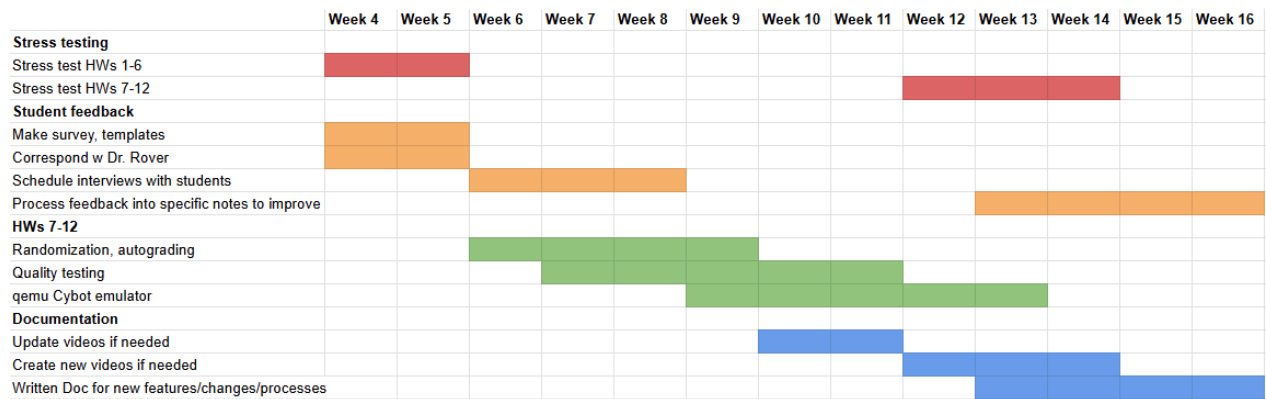 Week 4 Week 5 Week 6 Week 7 Week 8 Week 9 Week 10 Week 11 Week 12 Week 13 Week 14 Week 15 Week 16
Stress testing
Stress test HWs 1-6
Stress test HWs 7-12
Student feedback
Make survey, templates
Correspond w Dr. Rover
Schedule interviews with students
Process feedback into specific notes to improve
HWs 7-12
Randomization, autograding
Quality testing
qemu Cybot emulator
Documentation
Update videos if needed
Create new videos if needed
Written Doc for new features/changes/processes